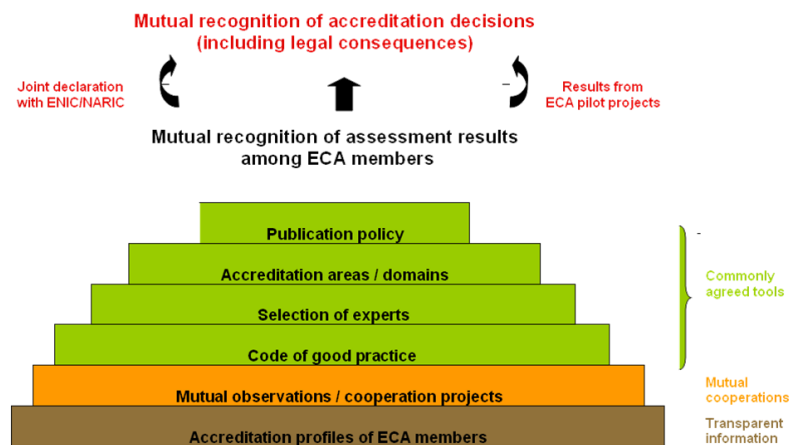 Mutual recognition of accreditation decisions
(including legal consequences)
Joint declaration
with ENIC/NARIC
Results from
ECA pilot projects
Mutual recognition of assessment results
among ECA members
Publication policy
Accreditation areas / domains
Selection of experts
Code of good practice
Commonly
agreed tools
Mutual observations / cooperation projects
Mutual
cooperations
Accreditation profiles of ECA members
Transparent
information